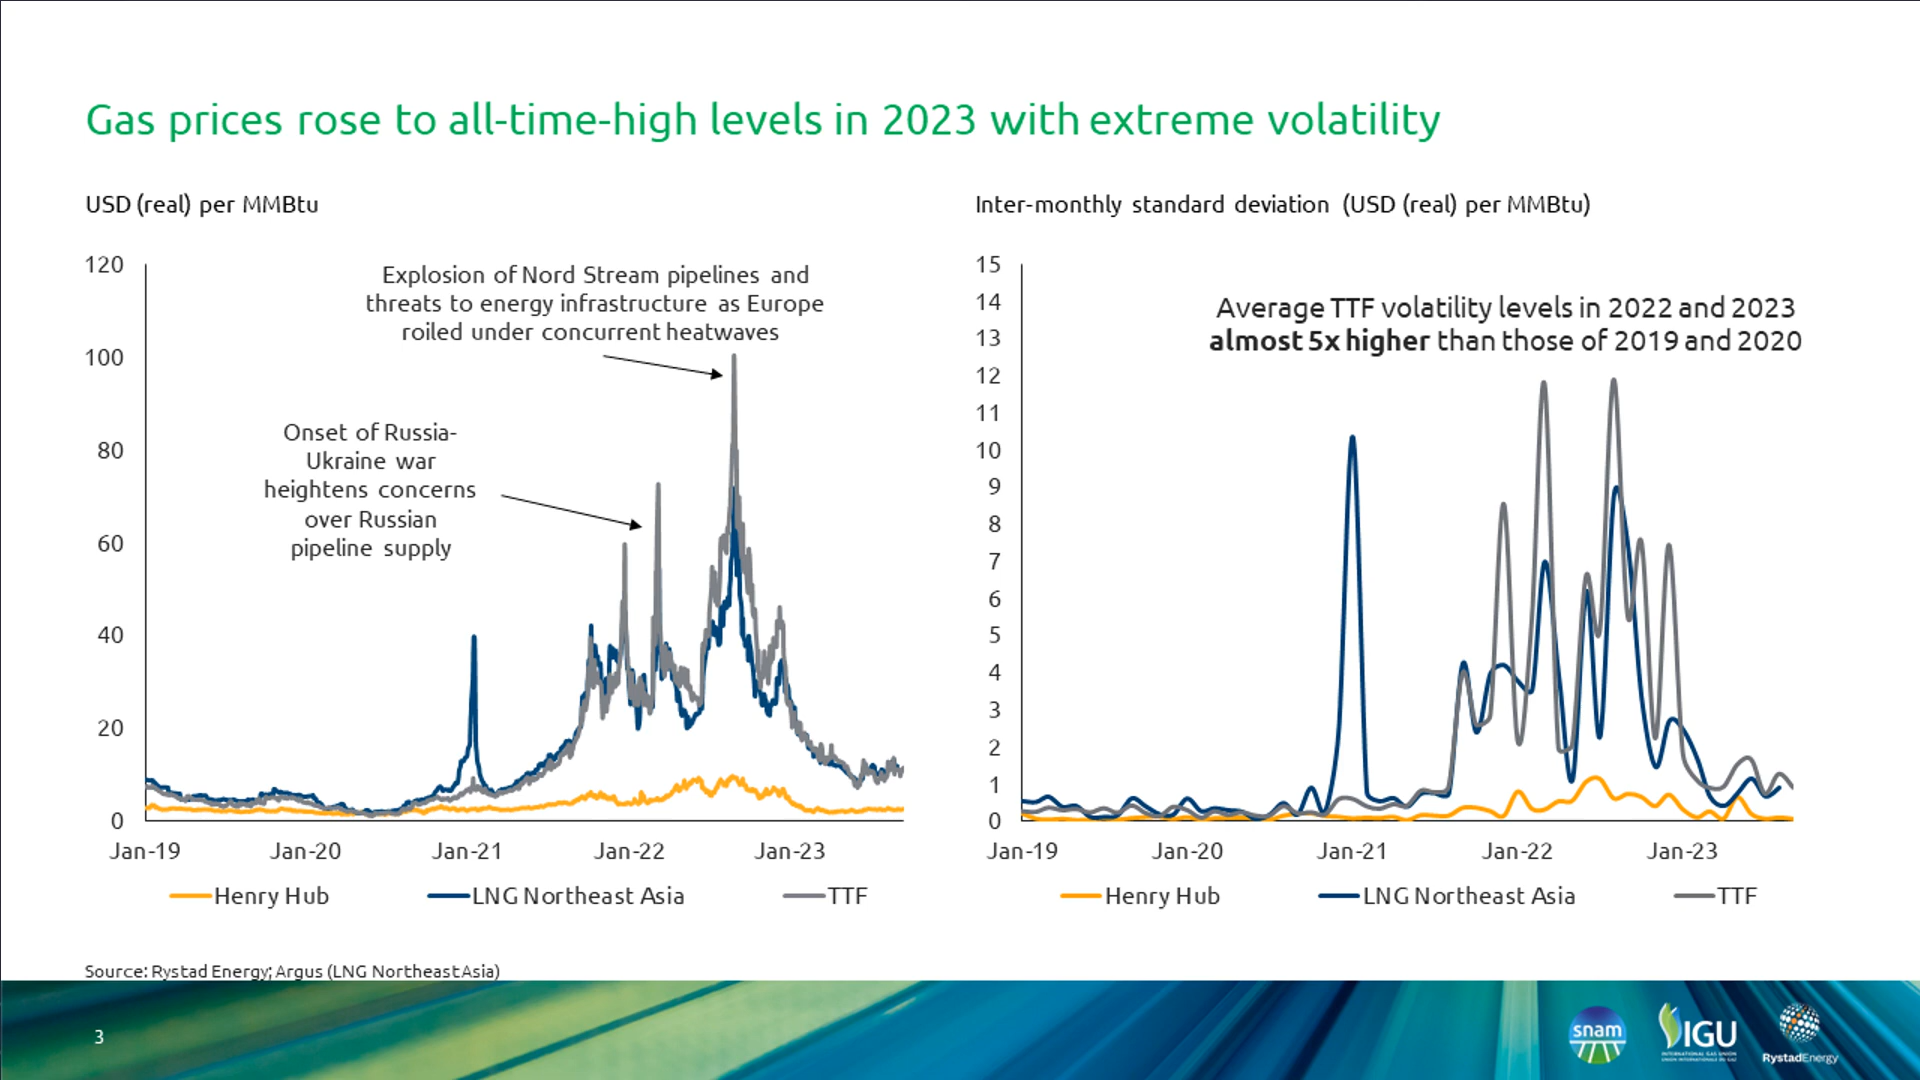 Gas prices rose to all-time-high levels in 2023 with extreme volatility
USD (real) per MMBtu
120
100
80
60
40
20
0
Explosion of Nord Stream pipelines and
threats to energy infrastructure as Europe
roiled under concurrent heatwaves
Onset of Russia-
Ukraine war
heightens concerns
over Russian
pipeline supply
Jan-19 Jan-20 Jan-21 Jan-22 Jan-23
Henry Hub LNG Northeast Asia TTF
Inter-monthly standard deviation (USD (real) per MMBtu)
15
14
13
12
11
10
9
8
7
6
5
4
3
2
1
0
Average TTF volatility levels in 2022 and 2023
almost 5x higher than those of 2019 and 2020
Jan-19 Jan-20 Jan-21 Jan-22 Jan-23
Henry Hub LNG Northeast Asia TTF
Source: Rystad Energy; Argus (LNG Northeast Asia)
3
snam
IGU
INTERNATIONAL GAS UNION
UNION INTERNATIONALE DU GAZ
RystadEnergy